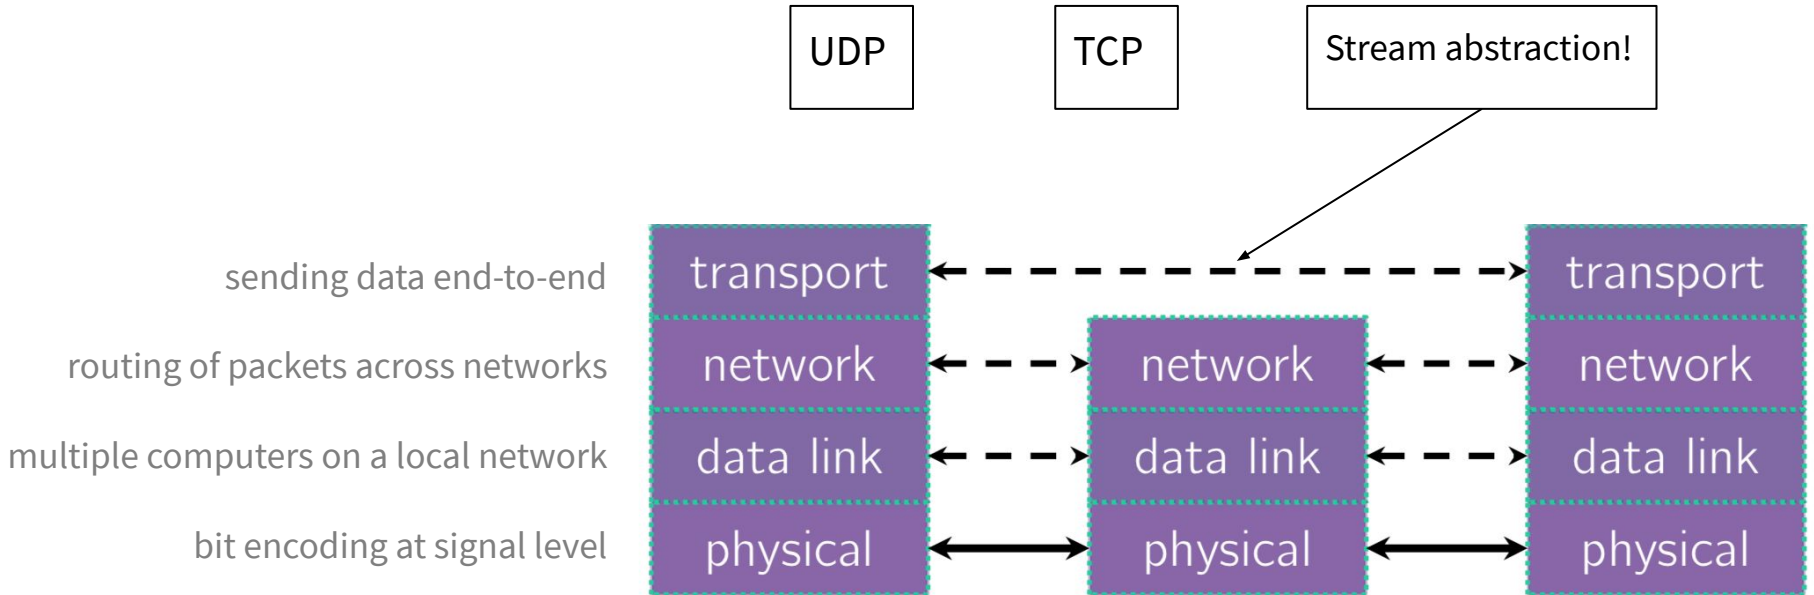 UDP
TCP
Stream abstraction!
sending data end-to-end
transport
transport
routing of packets across networks
network
network
network
multiple computers on a local network
data link
data link
data link
bit encoding at signal level
physical
physical
physical